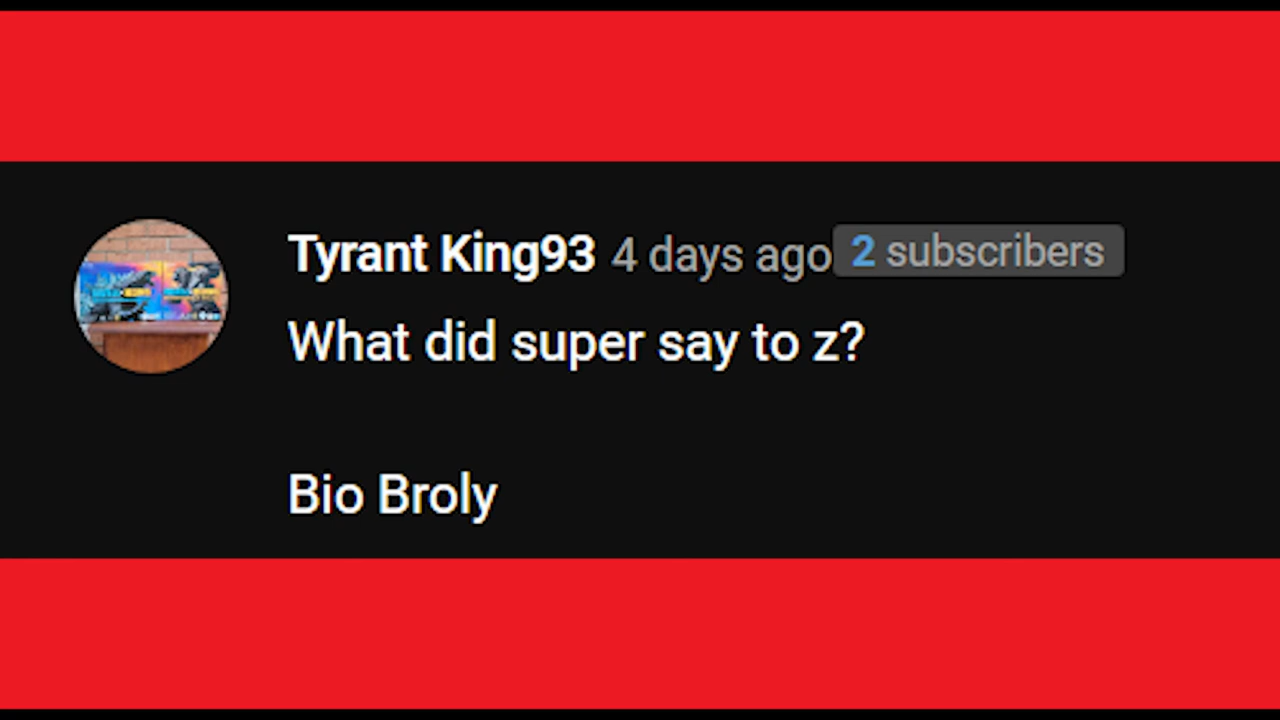 Tyrant King93 4 days ago 2 subscribers
What did super say to z?
Bio Broly